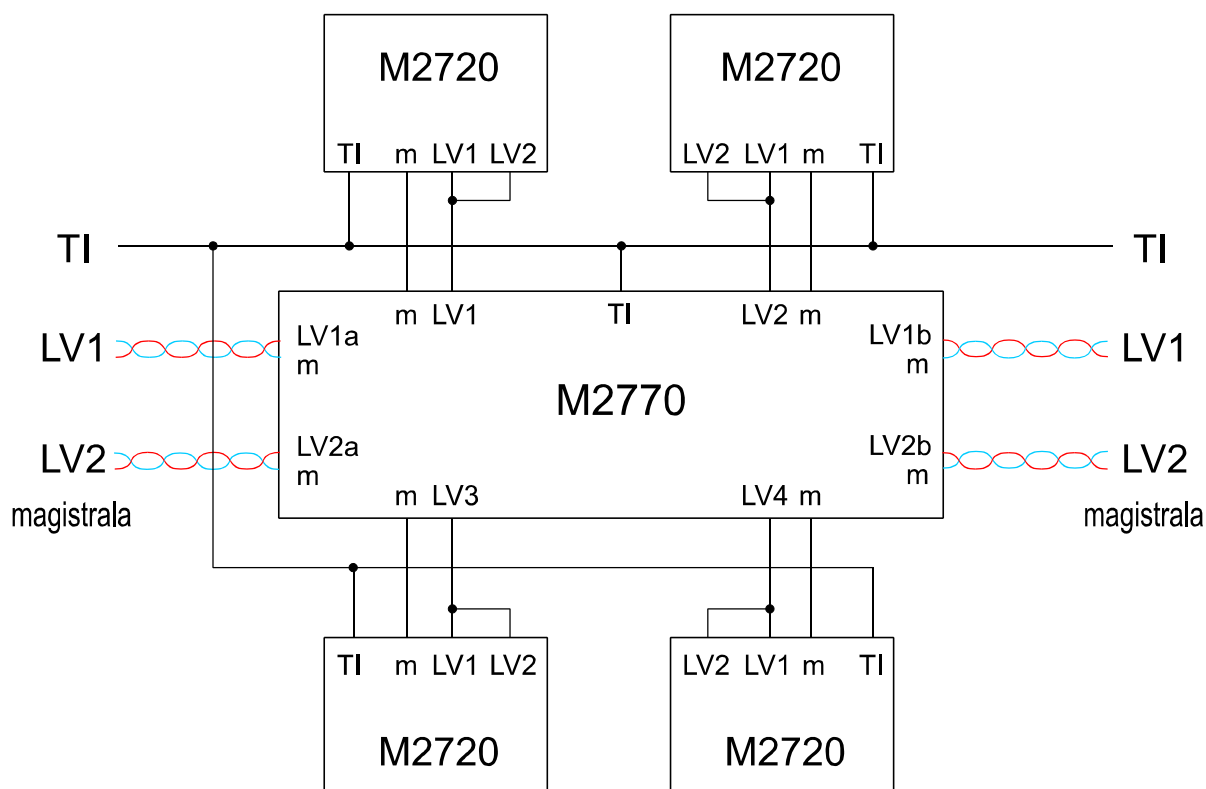 M2720 M2720
TI m LV1 LV2 LV2 LV1 m TI
TI TI
m LV1 TI LV2 m
LV1 LV1a LV1b LV1
m m
M2770
LV2 LV2a LV2b LV2
m m
magistrala m LV3 LV4 m magistrala
TI m LV1 LV2 LV2 LV1 m TI
M2720 M2720